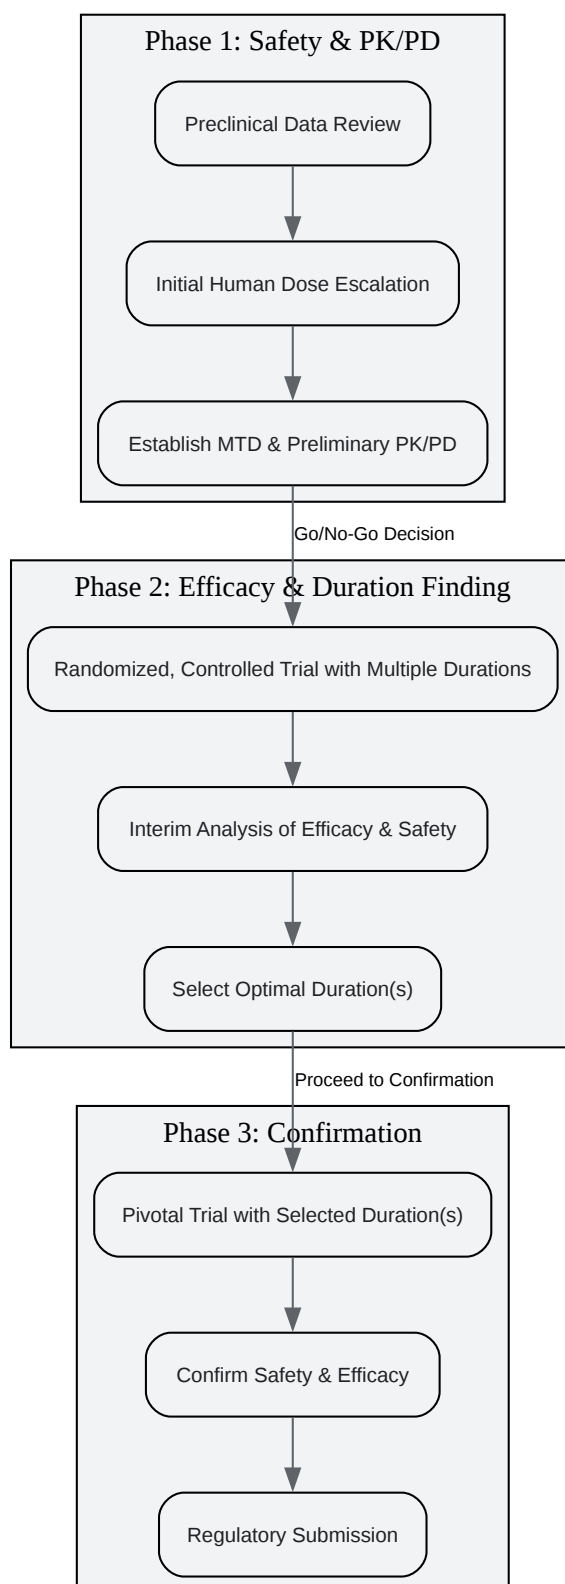 Phase 1: Safety & PK/PD
Preclinical Data Review
Initial Human Dose Escalation
Establish MTD & Preliminary PK/PD
Go/No-Go Decision
Phase 2: Efficacy & Duration Finding
Randomized, Controlled Trial with Multiple Durations
Interim Analysis of Efficacy & Safety
Select Optimal Duration(s)
Proceed to Confirmation
Phase 3: Confirmation
Pivotal Trial with Selected Duration(s)
Confirm Safety & Efficacy
Regulatory Submission